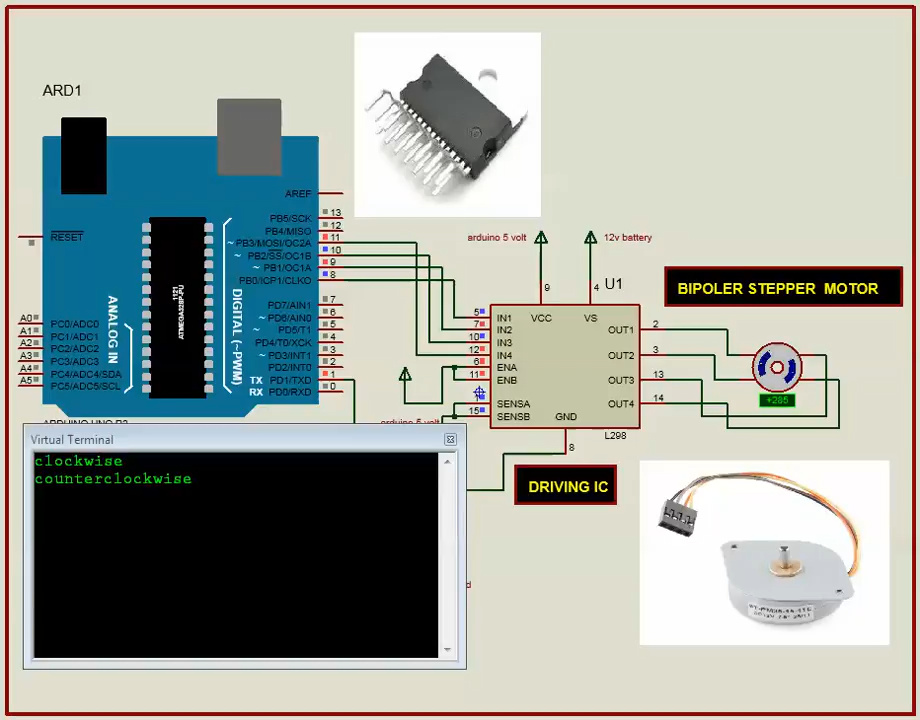 ARD1
AREF
RESET
PB5/SCK
PB4/MISO
~ PB3/MOSI/OC2A
~ PB2/SS/OC1B
~ PB1/OC1A
PB0/ICP1/CLKO
13
12
11
10
9
8
PD7/AIN1
~ PD6/AIN0
~ PD5/T1
PD4/T0/XCK
~ PD3/INT1
PD2/INT0
TX PD1/TXD
RX PD0/RXD
7
6
5
4
3
2
1
0
A0
A1
A2
A3
A4
A5
PC0/ADC0
PC1/ADC1
PC2/ADC2
PC3/ADC3
PC4/ADC4/SDA
PC5/ADC5/SCL
ANALOG IN
1121
ATMEGA328P-PU
DIGITAL (~PWM)
arduino 5 volt
12v battery
U1
9
4
BIPOLER STEPPER MOTOR
5
7
10
12
6
11
15
IN1
IN2
IN3
IN4
ENA
ENB
SENSA
SENSB
VCC
VS
GND
OUT1
OUT2
OUT3
OUT4
2
3
13
14
8
L298
+285
arduino 5 volt
DRIVING IC
Virtual Terminal
clockwise
counterclockwise